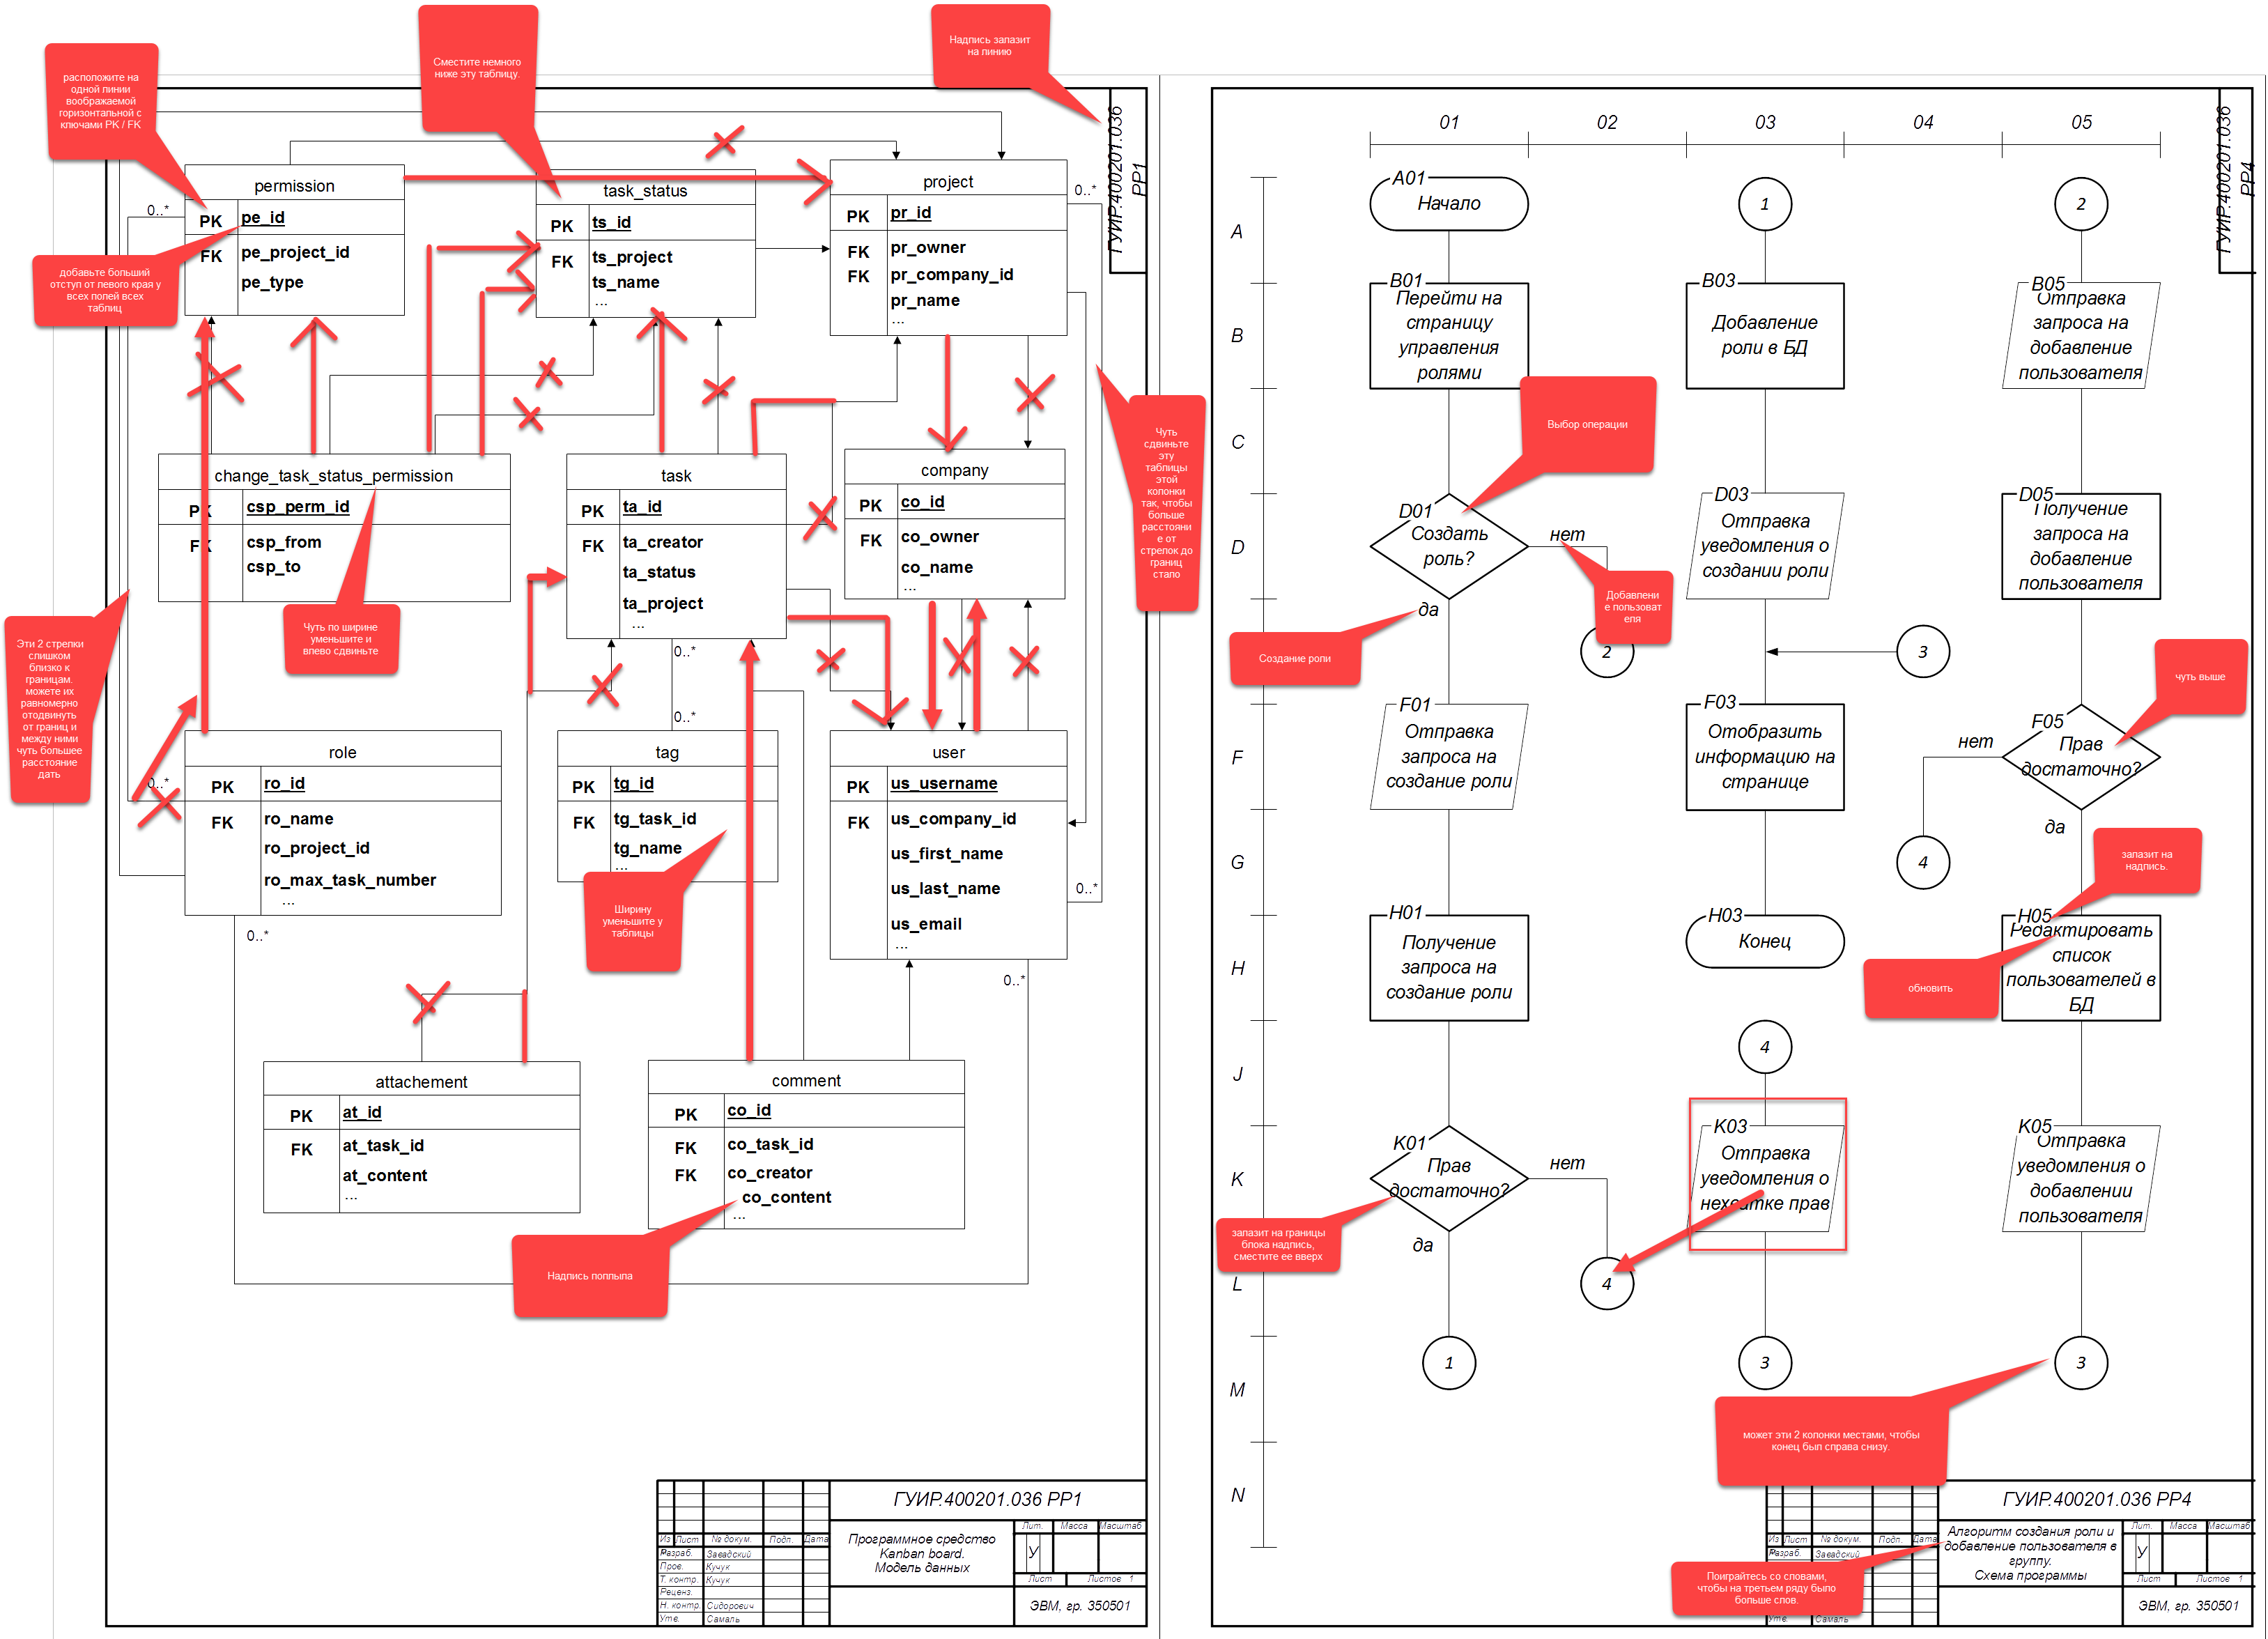 расположите на
одной линии
воображаемой
горизонтальной с
ключами PK / FK
Сместите немного
ниже эту таблицу.
Надпись залазит
на линию
ГУИР.400201.036
РР1
permission
PK
pe_id
FK
pe_project_id
pe_type
0..*
добавьте больший
отступ от левого края у
всех полей всех
таблиц
task_status
PK
ts_id
FK
ts_project
ts_name
...
project
PK
pr_id
FK
pr_owner
FK
pr_company_id
pr_name
...
0..*
Чуть
сдвиньте
эту
таблицы
этой
колонки
так, чтобы
больше
расстояни
е от
стрелок до
границ
стало
change_task_status_permission
PK
csp_perm_id
FK
csp_from
csp_to
Чуть по ширине
уменьшите и
влево сдвиньте
task
PK
ta_id
FK
ta_creator
ta_status
ta_project
...
0..*
0..*
company
PK
co_id
FK
co_owner
co_name
...
Эти 2 стрелки
слишком
близко к
границам.
можете их
равномерно
отодвинуть
от границ и
между ними
чуть большее
расстояние
дать
0..*
role
PK
ro_id
FK
ro_name
ro_project_id
ro_max_task_number
...
0..*
tag
PK
tg_id
FK
tg_task_id
tg_name
...
Ширину
уменьшите у
таблицы
user
PK
us_username
FK
us_company_id
us_first_name
us_last_name
us_email
...
0..*
0..*
attachement
PK
at_id
FK
at_task_id
at_content
...
comment
PK
co_id
FK
co_task_id
FK
co_creator
co_content
...
Надпись поплыла
ГУИР.400201.036 РР1
Из
Лист
№ докум.
Подп.
Дата
Разраб.
Завадский
Пров.
Кучук
Т. контр.
Кучук
Реценз.
Н. контр.
Сидорович
Утв.
Самаль
Программное средство
Kanban board.
Модель данных
Лит.
Масса
Масштаб
У
Лист
Листов 1
ЭВМ, гр. 350501
01
02
03
04
05
ГУИР.400201.036
РР4
A
B
C
D
F
G
H
J
K
L
M
N
A01
Начало
B01
Перейти на
страницу
управления
ролями
Выбор операции
D01
Создать
роль?
нет
да
Создание роли
Добавлени
е пользоват
еля
2
F01
Отправка
запроса на
создание роли
H01
Получение
запроса на
создание роли
K01
Прав
достаточно?
нет
да
залазит на границы
блока надпись,
сместите ее вверх
4
1
1
B03
Добавление
роли в БД
D03
Отправка
уведомления о
создании роли
3
F03
Отобразить
информацию на
странице
H03
Конец
4
K03
Отправка
уведомления о
нехватке прав
3
2
B05
Отправка
запроса на
добавление
пользователя
D05
Получение
запроса на
добавление
пользователя
чуть выше
F05
Прав
достаточно?
нет
да
4
залазит на
надпись.
H05
Редактировать
список
пользователей в
БД
обновить
K05
Отправка
уведомления о
добавлении
пользователя
3
может эти 2 колонки местами, чтобы
конец был справа снизу.
Поиграйтесь со словами,
чтобы на третьем ряду было
больше слов.
ГУИР.400201.036 РР4
Из
Лист
№ докум.
Подп.
Дата
Разраб.
Завадский
Утв.
Самаль
Алгоритм создания роли и
добавление пользователя в
группу.
Схема программы
Лит.
Масса
Масштаб
У
Лист
Листов 1
ЭВМ, гр. 350501